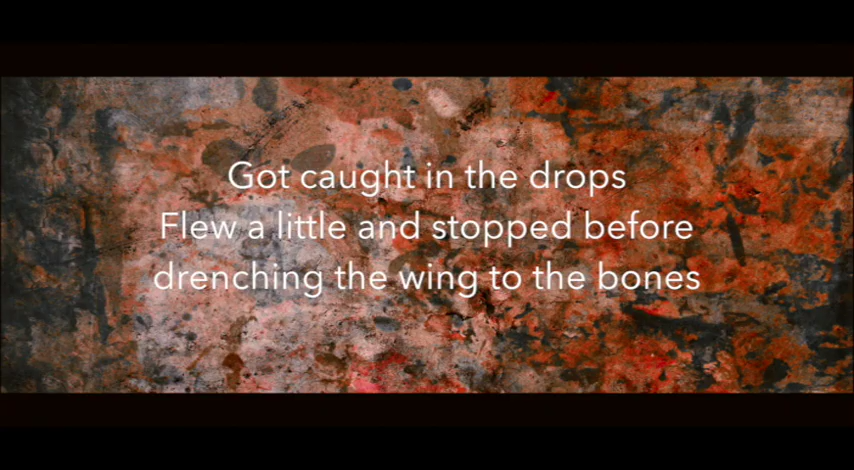 Got caught in the drops
Flew a little and stopped before
drenching the wing to the bones